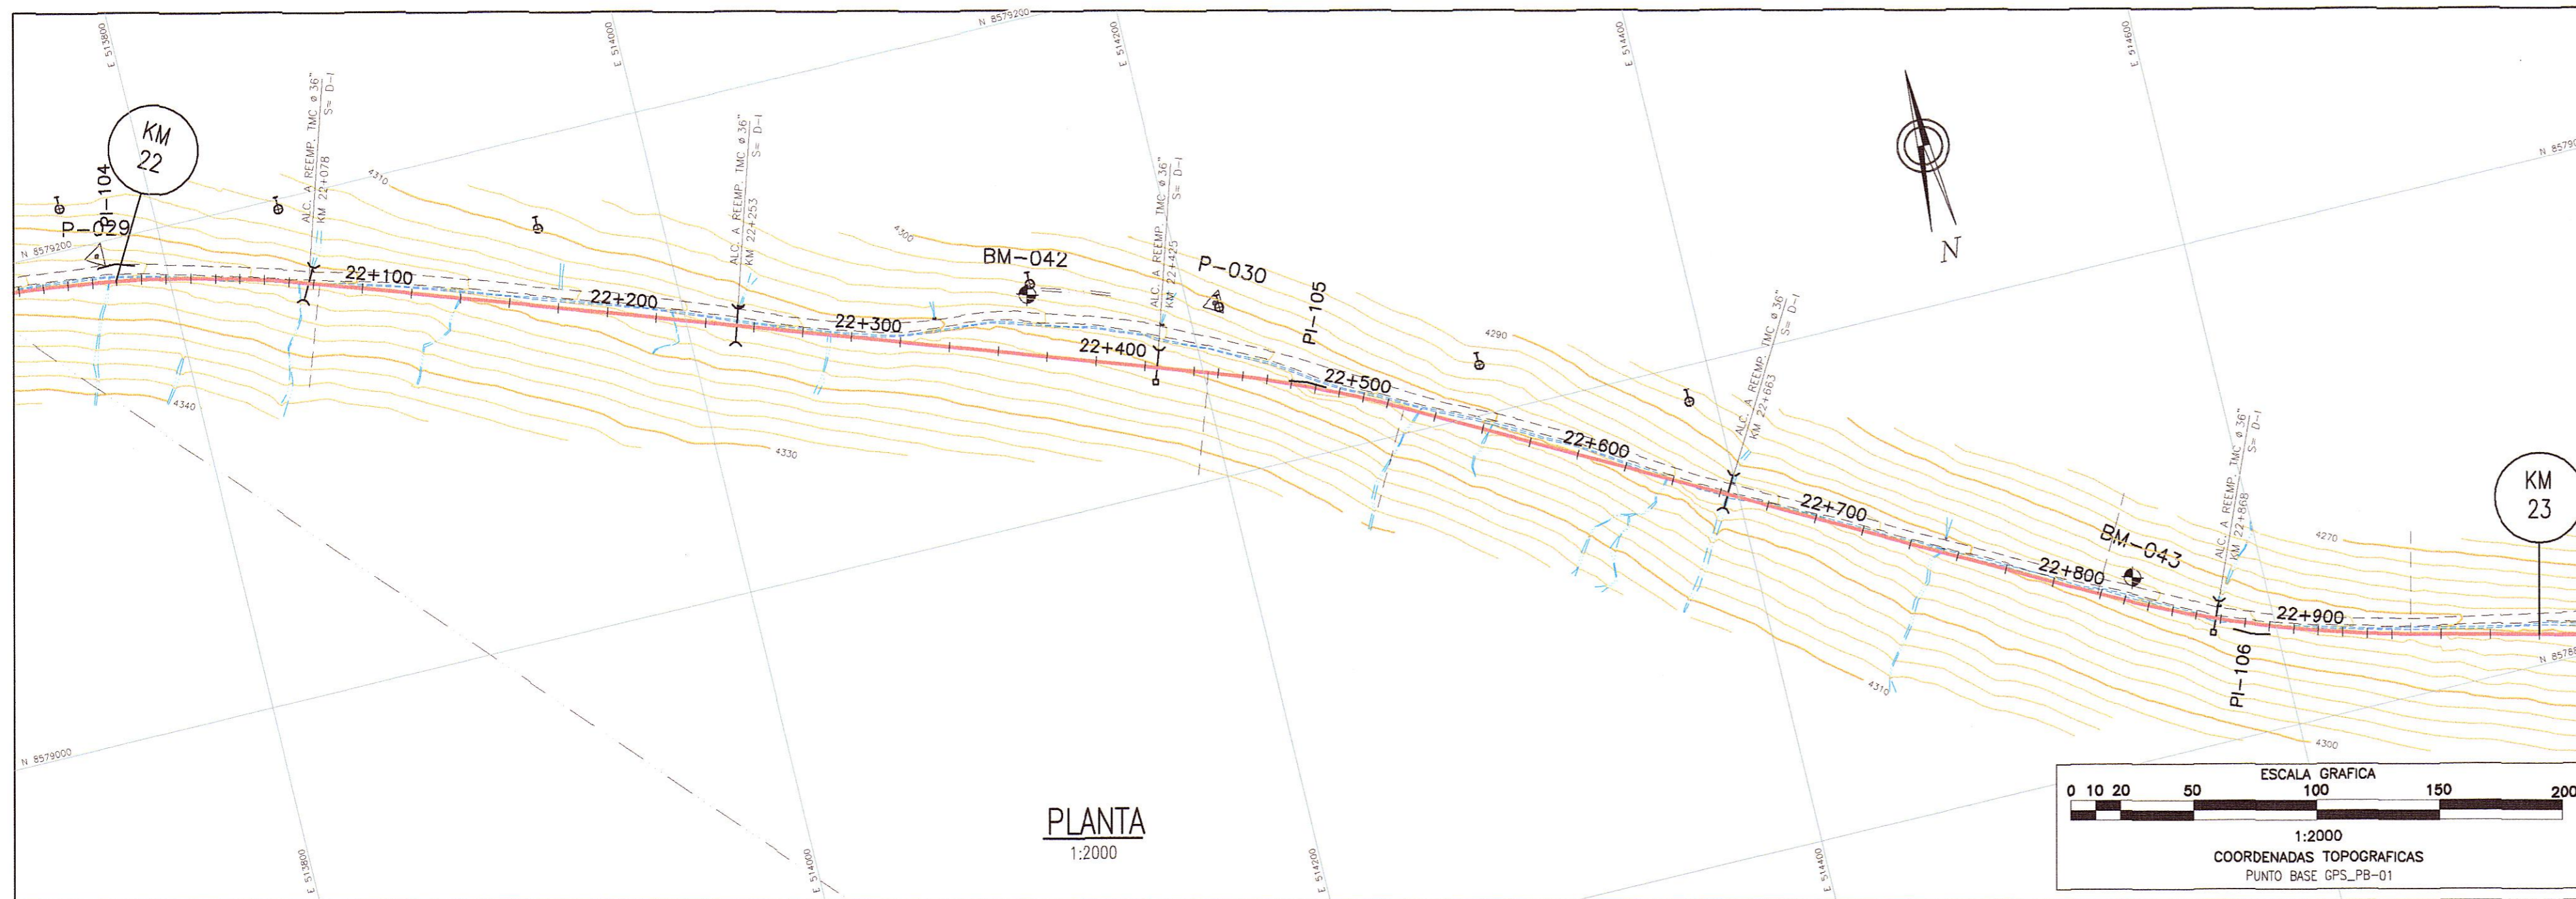 E 513800
E 514000
N 8579200
E 514200
E 514400
E 514600
KM
22
PI-104
P-029
N 8579200
ALC. A REEMP. TMC ø 36"
KM 22+078
S= D-I
4310
22+100
ALC. A REEMP. TMC ø 36"
KM 22+253
S= D-I
22+200
22+300
4300
BM-042
ALC. A REEMP. TMC ø 36"
KM 22+425
S= D-I
22+400
P-030
PI-105
22+500
4290
N
ALC. A REEMP. TMC ø 36"
KM 22+663
S= D-I
22+600
22+700
BM-043
22+800
ALC. A REEMP. TMC ø 36"
KM 22+868
S= D-I
4270
22+900
PI-106
KM
23
4340
4330
4310
4300
N 8579000
E 513800
E 514000
E 514200
E 514400
PLANTA
1:2000
ESCALA GRAFICA
0 10 20 50 100 150 200
1:2000
COORDENADAS TOPOGRAFICAS
PUNTO BASE GPS_PB-01